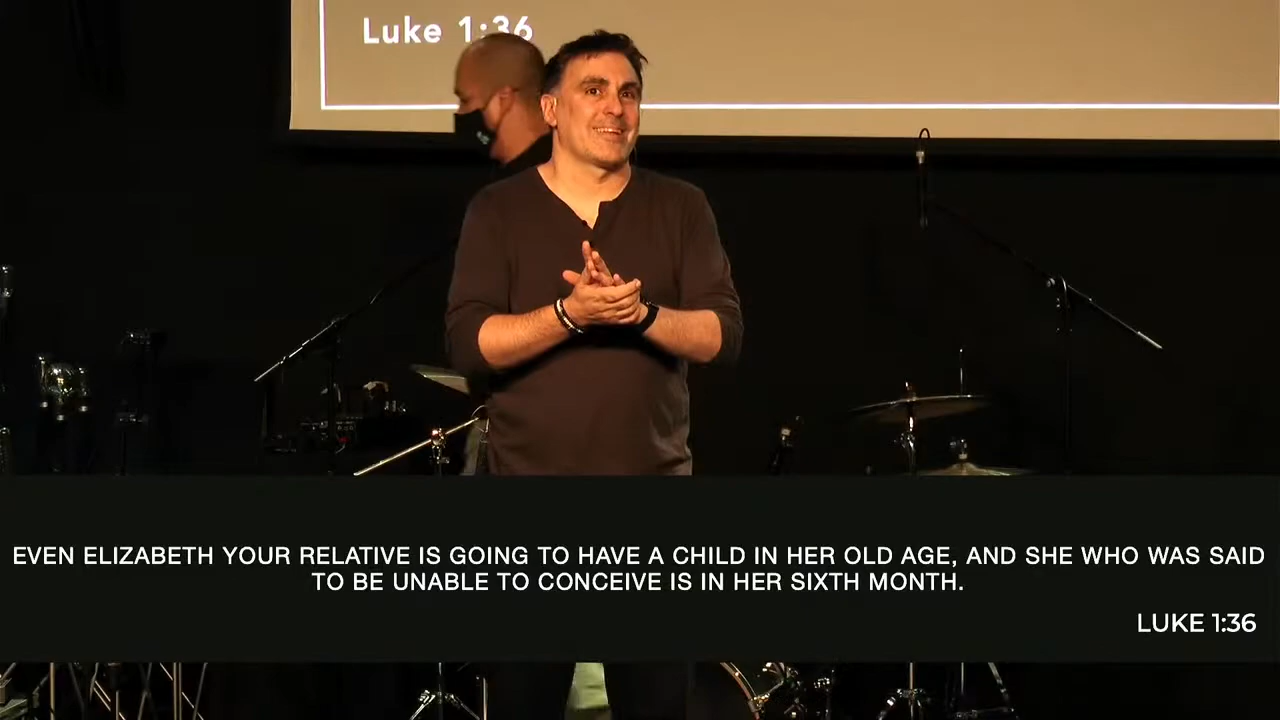 Luke 1:36
EVEN ELIZABETH YOUR RELATIVE IS GOING TO HAVE A CHILD IN HER OLD AGE, AND SHE WHO WAS SAID
TO BE UNABLE TO CONCEIVE IS IN HER SIXTH MONTH.
LUKE 1:36